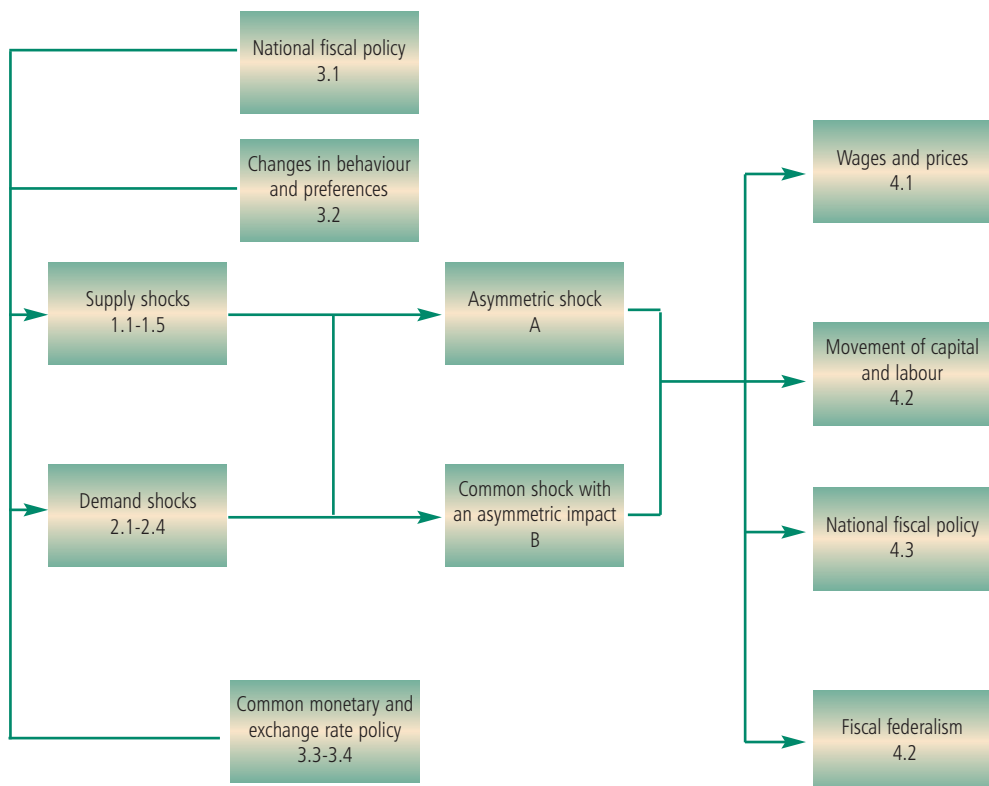 National fiscal policy
3.1
Changes in behaviour
and preferences
3.2
Supply shocks
1.1-1.5
Demand shocks
2.1-2.4
Common monetary and
exchange rate policy
3.3-3.4
Asymmetric shock
A
Common shock with
an asymmetric impact
B
Wages and prices
4.1
Movement of capital
and labour
4.2
National fiscal policy
4.3
Fiscal federalism
4.2